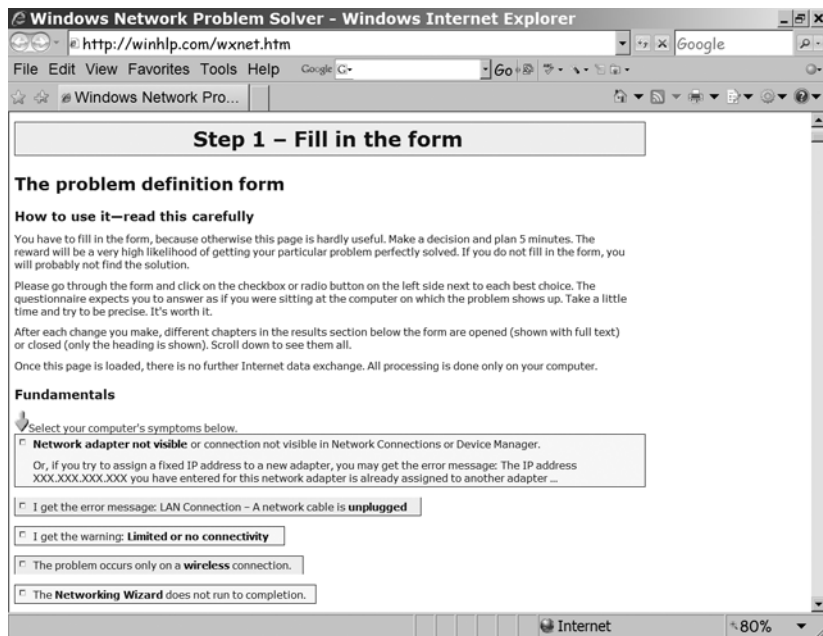 Windows Network Problem Solver - Windows Internet Explorer
http://winhlp.com/wxnet.htm
Google
File Edit View Favorites Tools Help Google G Go
Windows Network Pro...
Step 1 – Fill in the form
The problem definition form
How to use it—read this carefully
You have to fill in the form, because otherwise this page is hardly useful. Make a decision and plan 5 minutes. The
reward will be a very high likelihood of getting your particular problem perfectly solved. If you do not fill in the form, you
will probably not find the solution.
Please go through the form and click on the checkbox or radio button on the left side next to each best choice. The
questionnaire expects you to answer as if you were sitting at the computer on which the problem shows up. Take a little
time and try to be precise. It's worth it.
After each change you make, different chapters in the results section below the form are opened (shown with full text)
or closed (only the heading is shown). Scroll down to see them all.
Once this page is loaded, there is no further Internet data exchange. All processing is done only on your computer.
Fundamentals
Select your computer's symptoms below.
Network adapter not visible or connection not visible in Network Connections or Device Manager.
Or, if you try to assign a fixed IP address to a new adapter, you may get the error message: The IP address
XXX.XXX.XXX.XXX you have entered for this network adapter is already assigned to another adapter ...
I get the error message: LAN Connection – A network cable is unplugged
I get the warning: Limited or no connectivity
The problem occurs only on a wireless connection.
The Networking Wizard does not run to completion.
Internet
80%